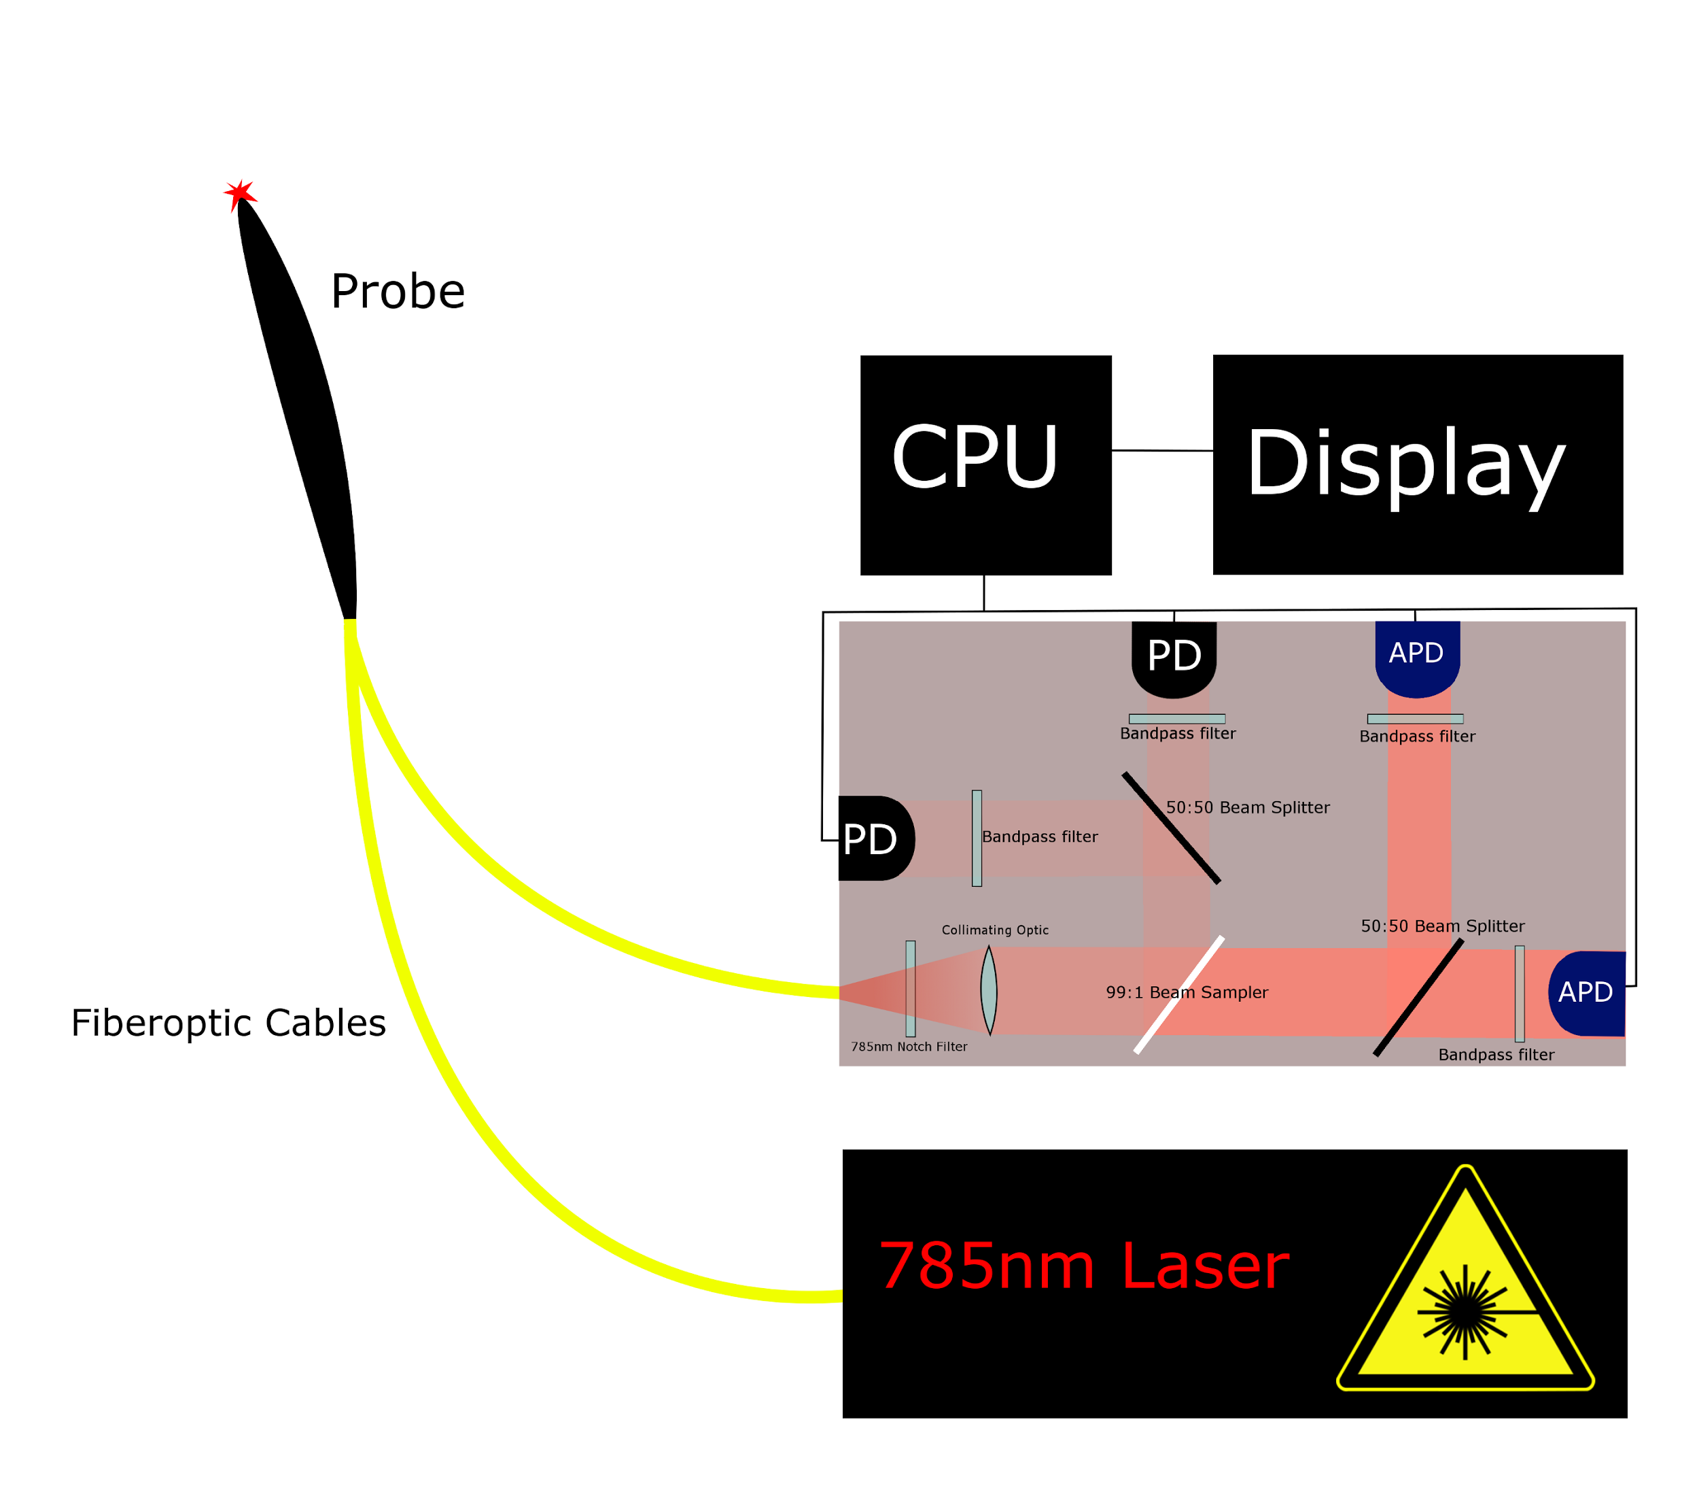 Probe
CPU
Display
PD
APD
Bandpass filter
Bandpass filter
50:50 Beam Splitter
PD
Bandpass filter
Collimating Optic
50:50 Beam Splitter
99:1 Beam Sampler
APD
Fiberoptic Cables
785nm Notch Filter
Bandpass filter
785nm Laser